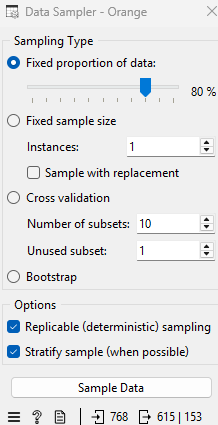 Data Sampler - Orange
Sampling Type
Fixed proportion of data:
80 %
Fixed sample size
Instances: 1
Sample with replacement
Cross validation
Number of subsets: 10
Unused subset: 1
Bootstrap
Options
Replicable (deterministic) sampling
Stratify sample (when possible)
Sample Data
? 768 615 | 153